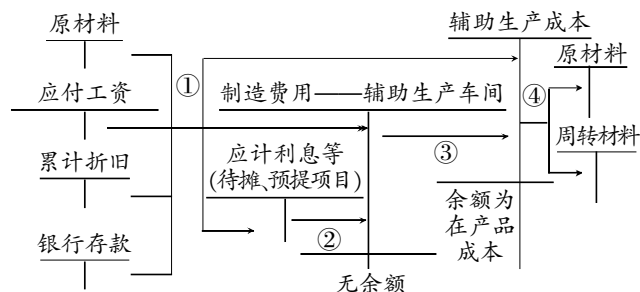 原材料
应付工资
累计折旧
银行存款
①
制造费用——辅助生产车间
应计利息等
(待摊、预提项目)
②
无余额
③
辅助生产成本
④
原材料
周转材料
余额为
在产品
成本